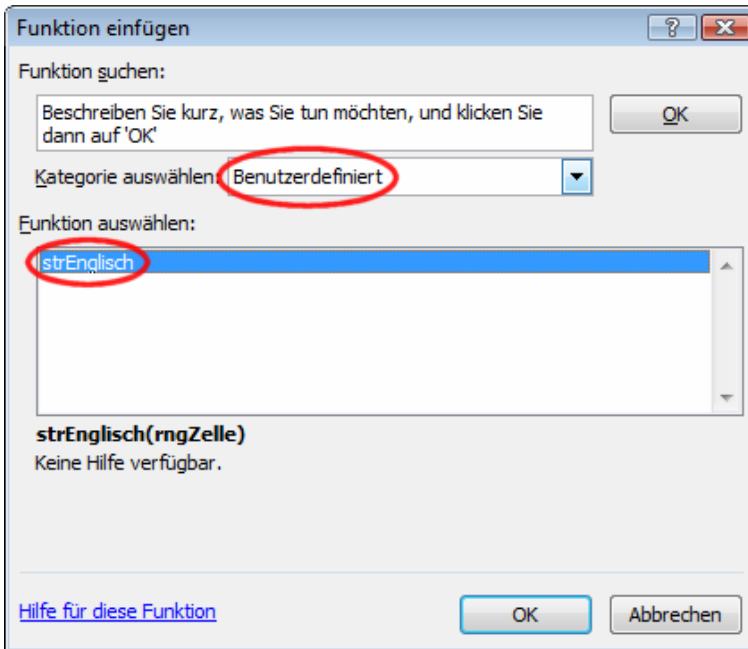 Funktion einfügen
Funktion suchen:
Beschreiben Sie kurz, was Sie tun möchten, und klicken Sie
dann auf 'OK'
OK
Kategorie auswählen: Benutzerdefiniert
Funktion auswählen:
strEnglisch
strEnglisch(rngZelle)
Keine Hilfe verfügbar.
Hilfe für diese Funktion
OK
Abbrechen